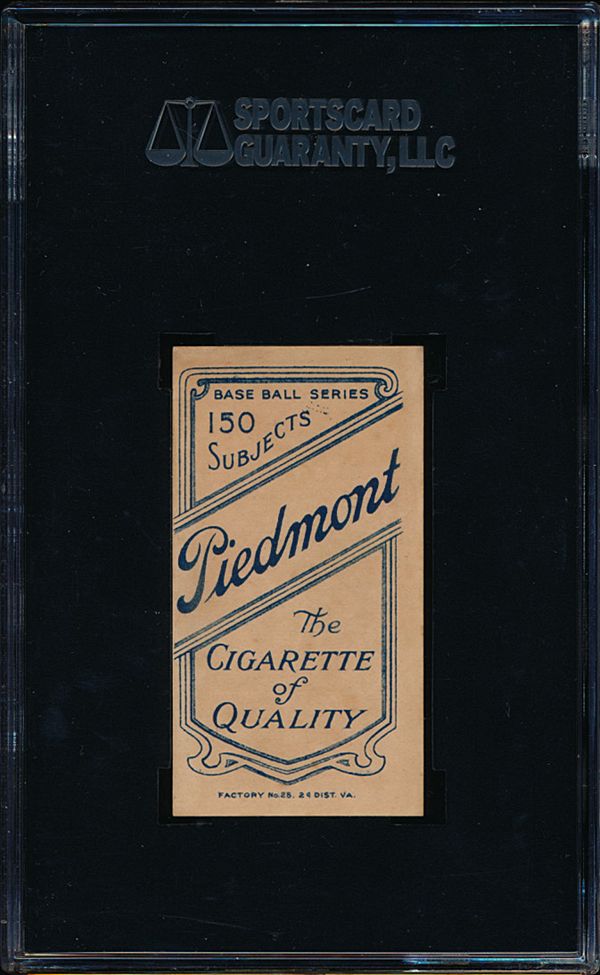 SPORTSCARD
GUARANTY, LLC
BASE BALL SERIES
150
SUBJECTS
Piedmont
The
CIGARETTE
of
QUALITY
FACTORY No. 25, 2d DIST. VA.